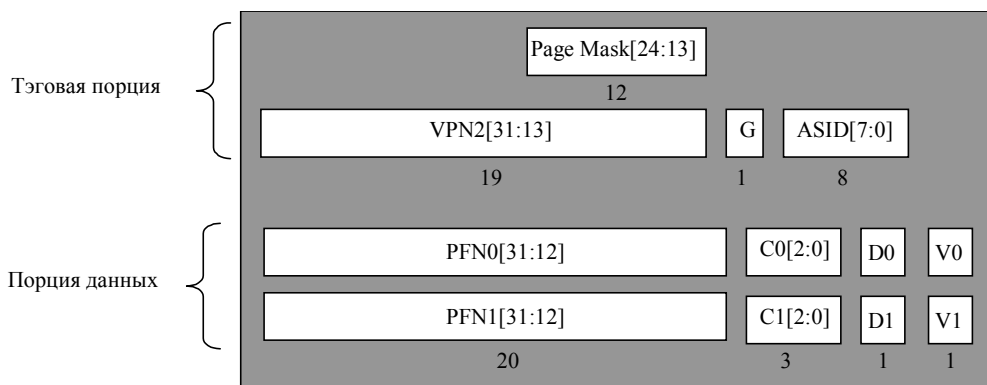 Page Mask[24:13]
Тэговая порция
12
VPN2[31:13] G ASID[7:0]
19 1 8
PFN0[31:12] C0[2:0] D0 V0
Порция данных
PFN1[31:12] C1[2:0] D1 V1
20 3 1 1